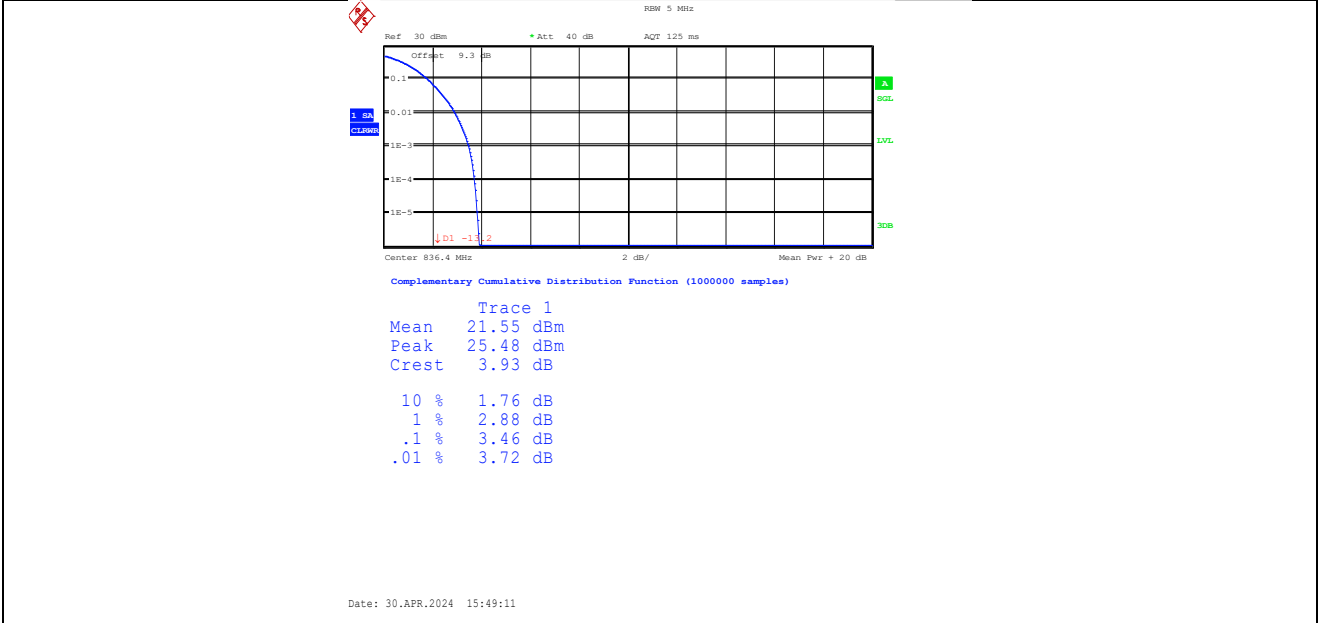 R S
RBW 5 MHz
Ref 30 dBm * Att 40 dB AQT 125 ms
Offset 9.3 dB
0.1
A
SGL
0.01
1 SA
CLRWR
1E-3
LVL
1E-4
1E-5
3DB
↓D1 -13.2
Center 836.4 MHz 2 dB/ Mean Pwr + 20 dB
Complementary Cumulative Distribution Function (1000000 samples)
Trace 1
Mean 21.55 dBm
Peak 25.48 dBm
Crest 3.93 dB
10 % 1.76 dB
1 % 2.88 dB
.1 % 3.46 dB
.01 % 3.72 dB
Date: 30.APR.2024 15:49:11